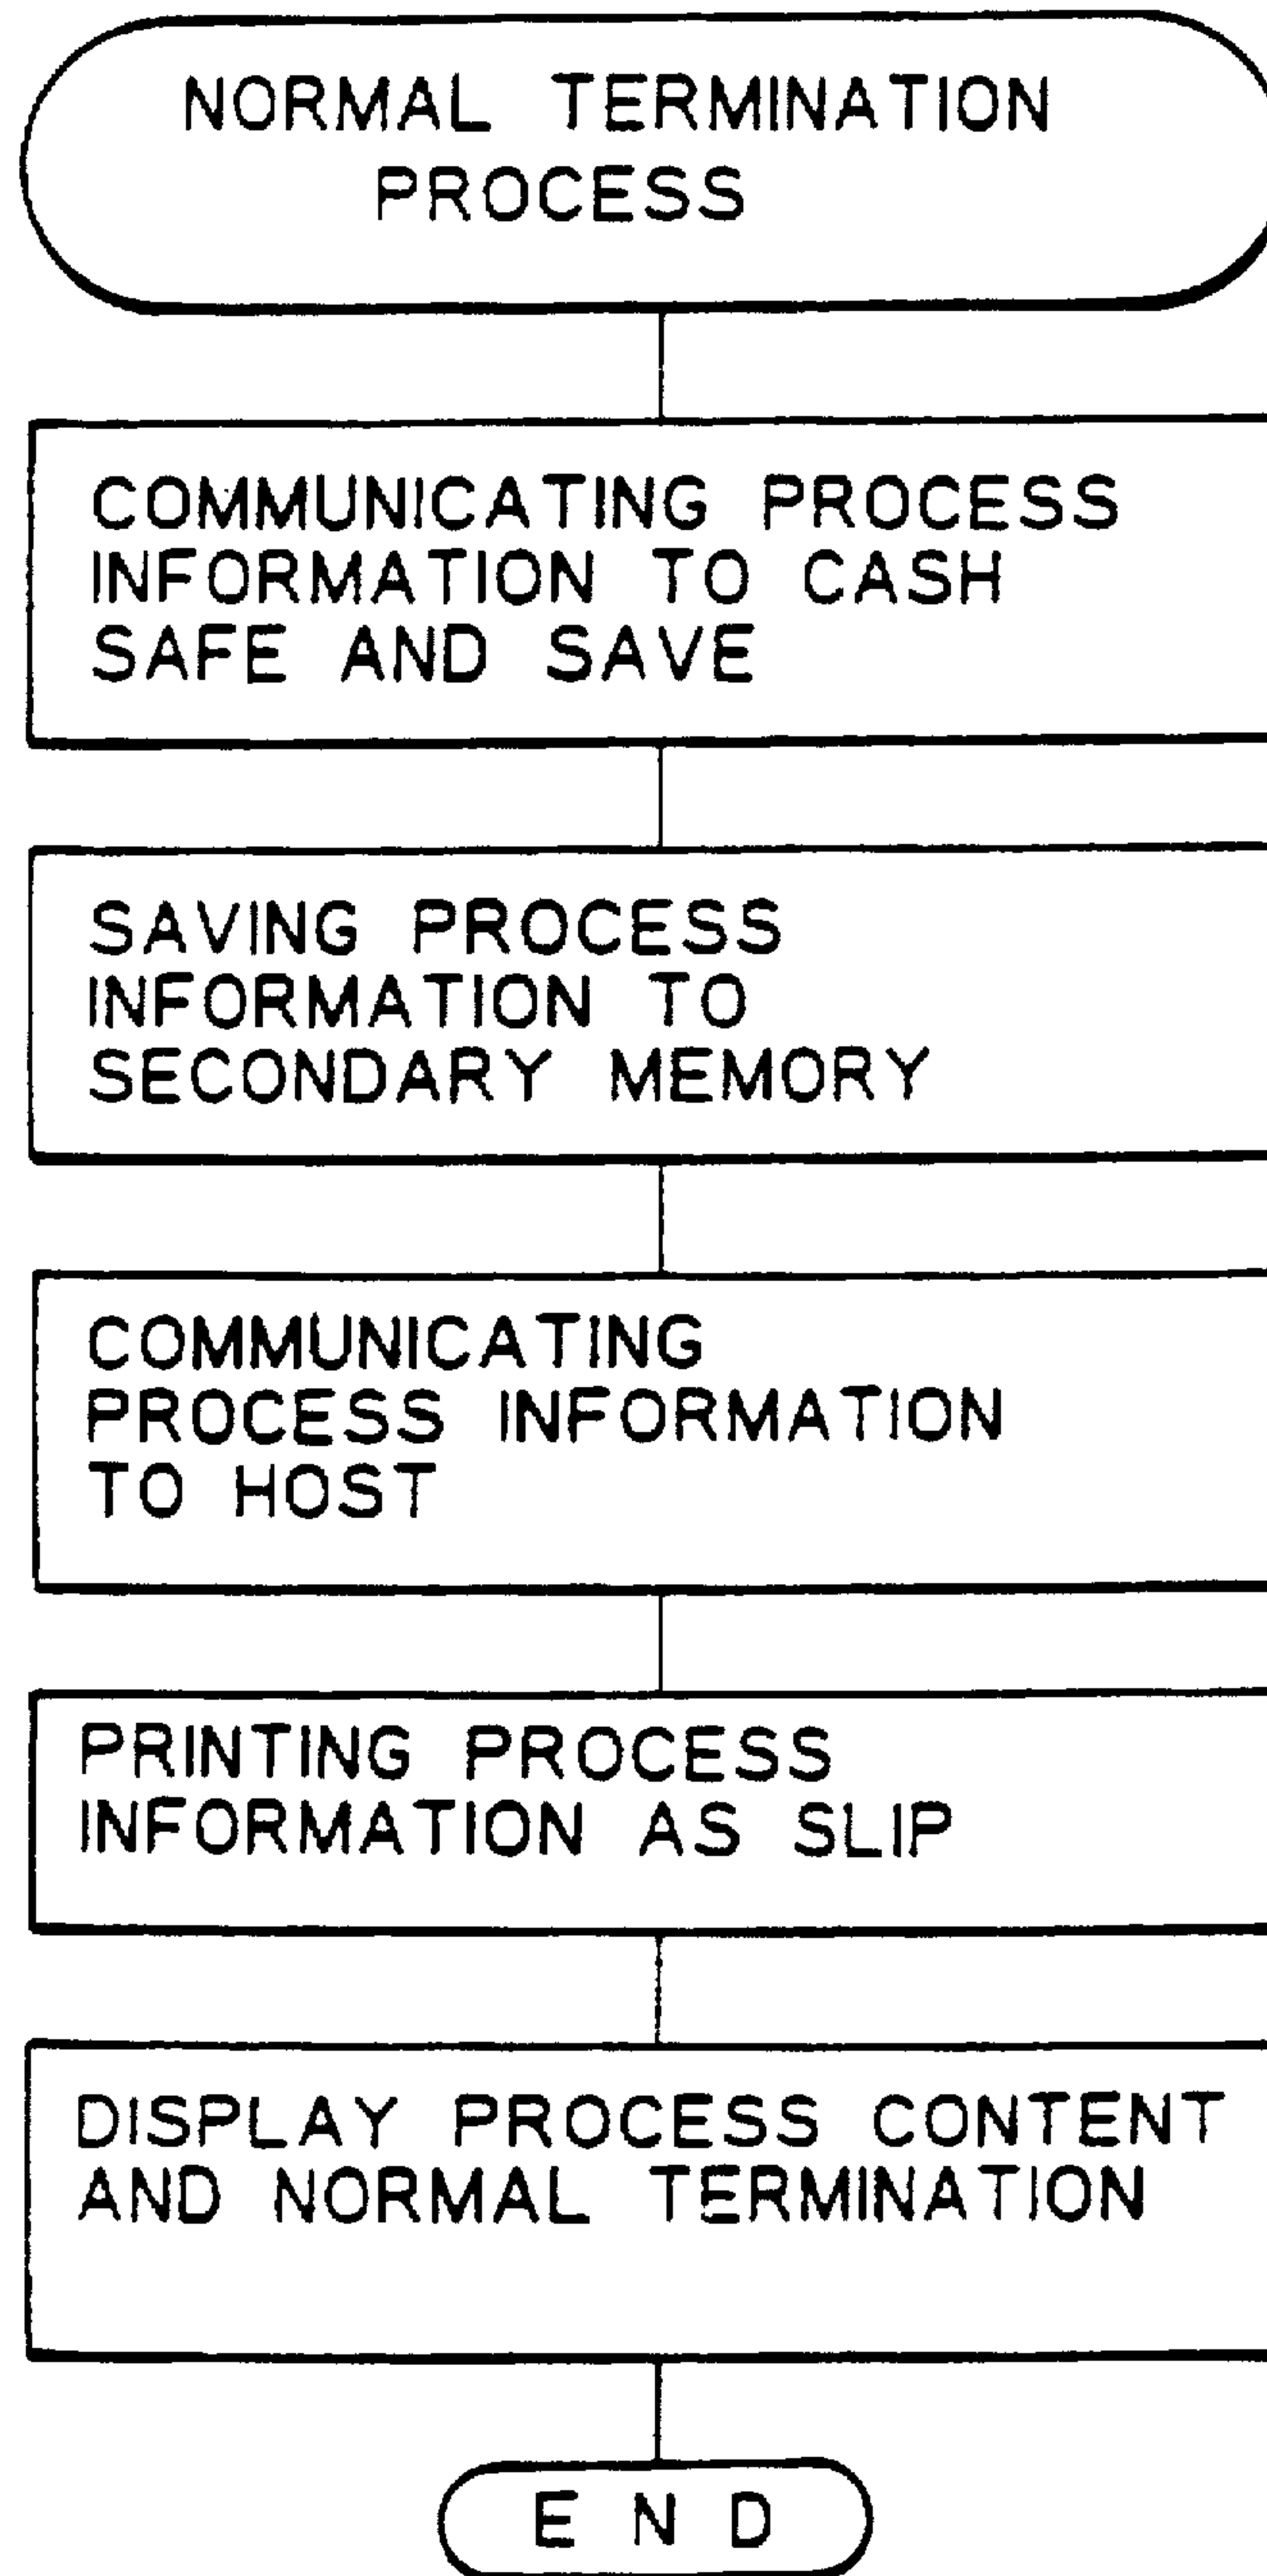 NORMAL TERMINATION
PROCESS
COMMUNICATING PROCESS
INFORMATION TO CASH
SAFE AND SAVE
SAVING PROCESS
INFORMATION TO
SECONDARY MEMORY
COMMUNICATING
PROCESS INFORMATION
TO HOST
PRINTING PROCESS
INFORMATION AS SLIP
DISPLAY PROCESS CONTENT
AND NORMAL TERMINATION
END